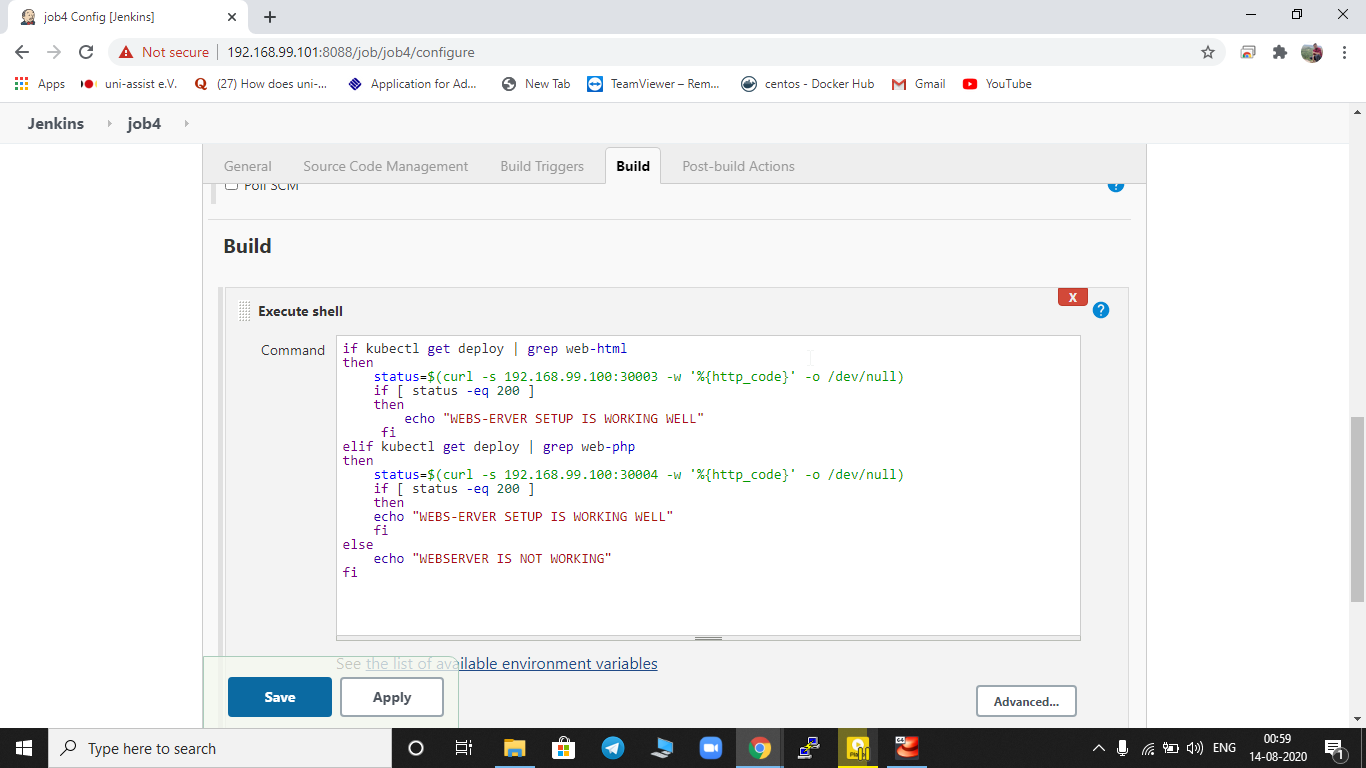 job4 Config [Jenkins]
Not secure
192.168.99.101:8088/job/job4/configure
Apps
uni-assist e.V.
(27) How does uni-...
Application for Ad...
New Tab
TeamViewer – Rem...
centos - Docker Hub
Gmail
YouTube
Jenkins
job4
General
Source Code Management
Build Triggers
Build
Post-build Actions
Poll SCM
Build
Execute shell
X
?
Command
if kubectl get deploy | grep web-html
then
    status=$(curl -s 192.168.99.100:30003 -w '%{http_code}' -o /dev/null)
    if [ status -eq 200 ]
    then
        echo "WEBS-ERVER SETUP IS WORKING WELL"
     fi
elif kubectl get deploy | grep web-php
then
    status=$(curl -s 192.168.99.100:30004 -w '%{http_code}' -o /dev/null)
    if [ status -eq 200 ]
    then
    echo "WEBS-ERVER SETUP IS WORKING WELL"
    fi
else
    echo "WEBSERVER IS NOT WORKING"
fi
See the list of available environment variables
Save
Apply
Advanced...
Type here to search
ENG
00:59
14-08-2020
1